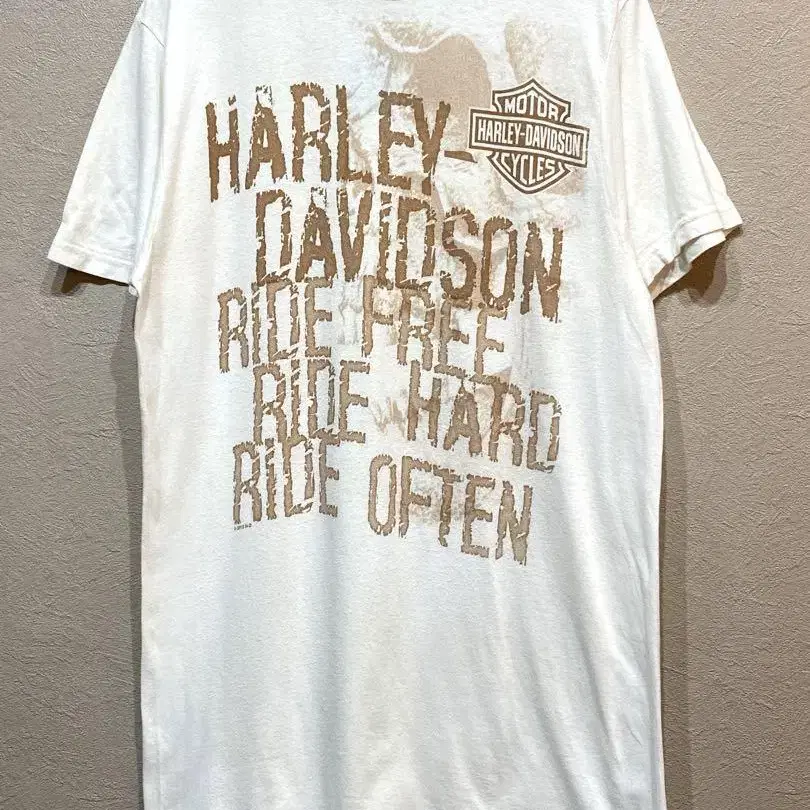 HARLEY-
DAVIDSON
RIDE FREE
RIDE HARD
RIDE OFTEN
MOTOR
HARLEY-DAVIDSON
CYCLES